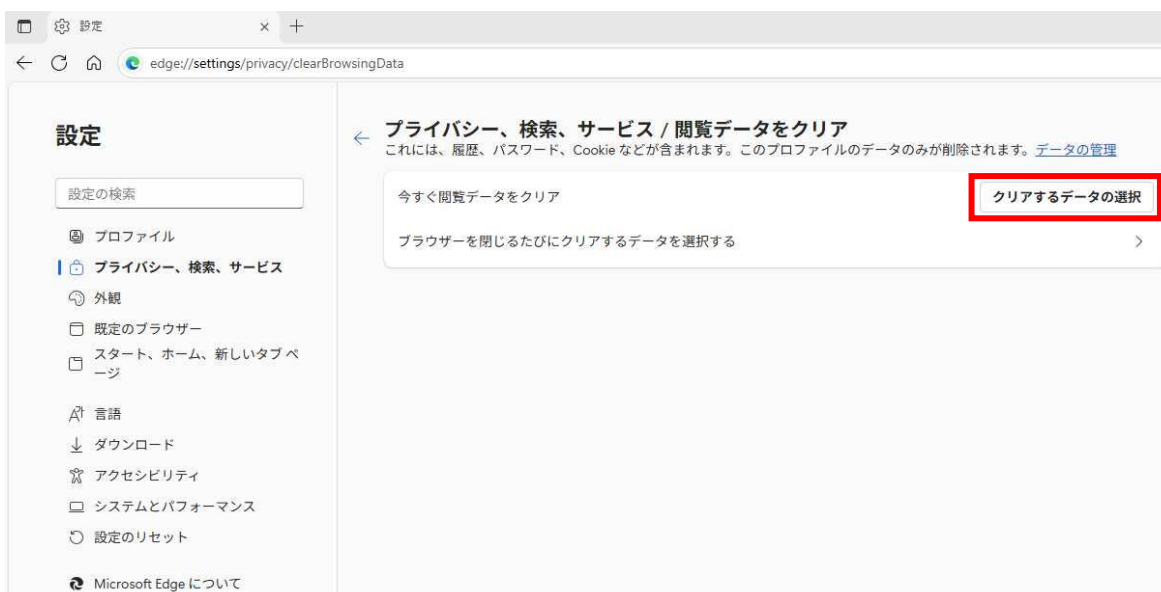 設定
edge://settings/privacy/clearBrowsingData
設定
設定の検索
プロファイル
プライバシー、検索、サービス
外観
既定のブラウザー
スタート、ホーム、新しいタブ ペ
ージ
言語
ダウンロード
アクセシビリティ
システムとパフォーマンス
設定のリセット
Microsoft Edge について
プライバシー、検索、サービス / 閲覧データをクリア
これには、履歴、パスワード、Cookie などが含まれます。このプロファイルのデータのみが削除されます。データの管理
今すぐ閲覧データをクリア
クリアするデータの選択
ブラウザーを閉じるたびにクリアするデータを選択する